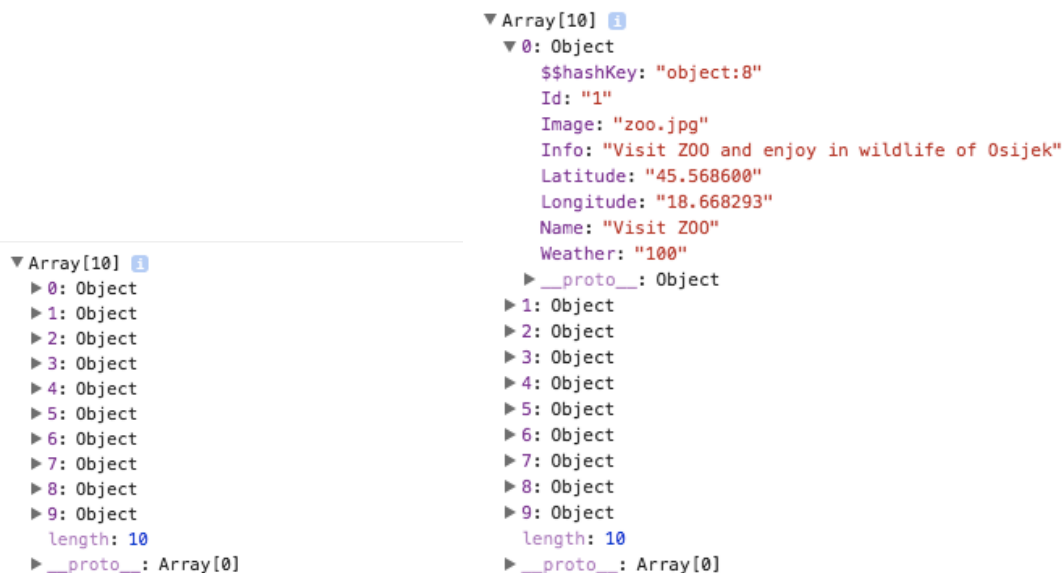 Array[10] i
0: Object
1: Object
2: Object
3: Object
4: Object
5: Object
6: Object
7: Object
8: Object
9: Object
length: 10
__proto__: Array[0]
Array[10] i
0: Object
$$hashKey: "object:8"
Id: "1"
Image: "zoo.jpg"
Info: "Visit ZOO and enjoy in wildlife of Osijek"
Latitude: "45.568600"
Longitude: "18.668293"
Name: "Visit ZOO"
Weather: "100"
__proto__: Object
1: Object
2: Object
3: Object
4: Object
5: Object
6: Object
7: Object
8: Object
9: Object
length: 10
__proto__: Array[0]